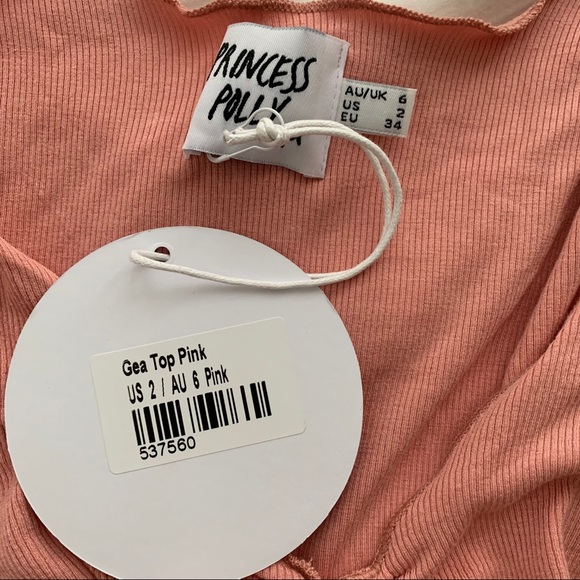 PRINCESS
POLLY
AU/UK 6
US 2
EU 34
Gea Top Pink
US 2 / AU 6 Pink
537560